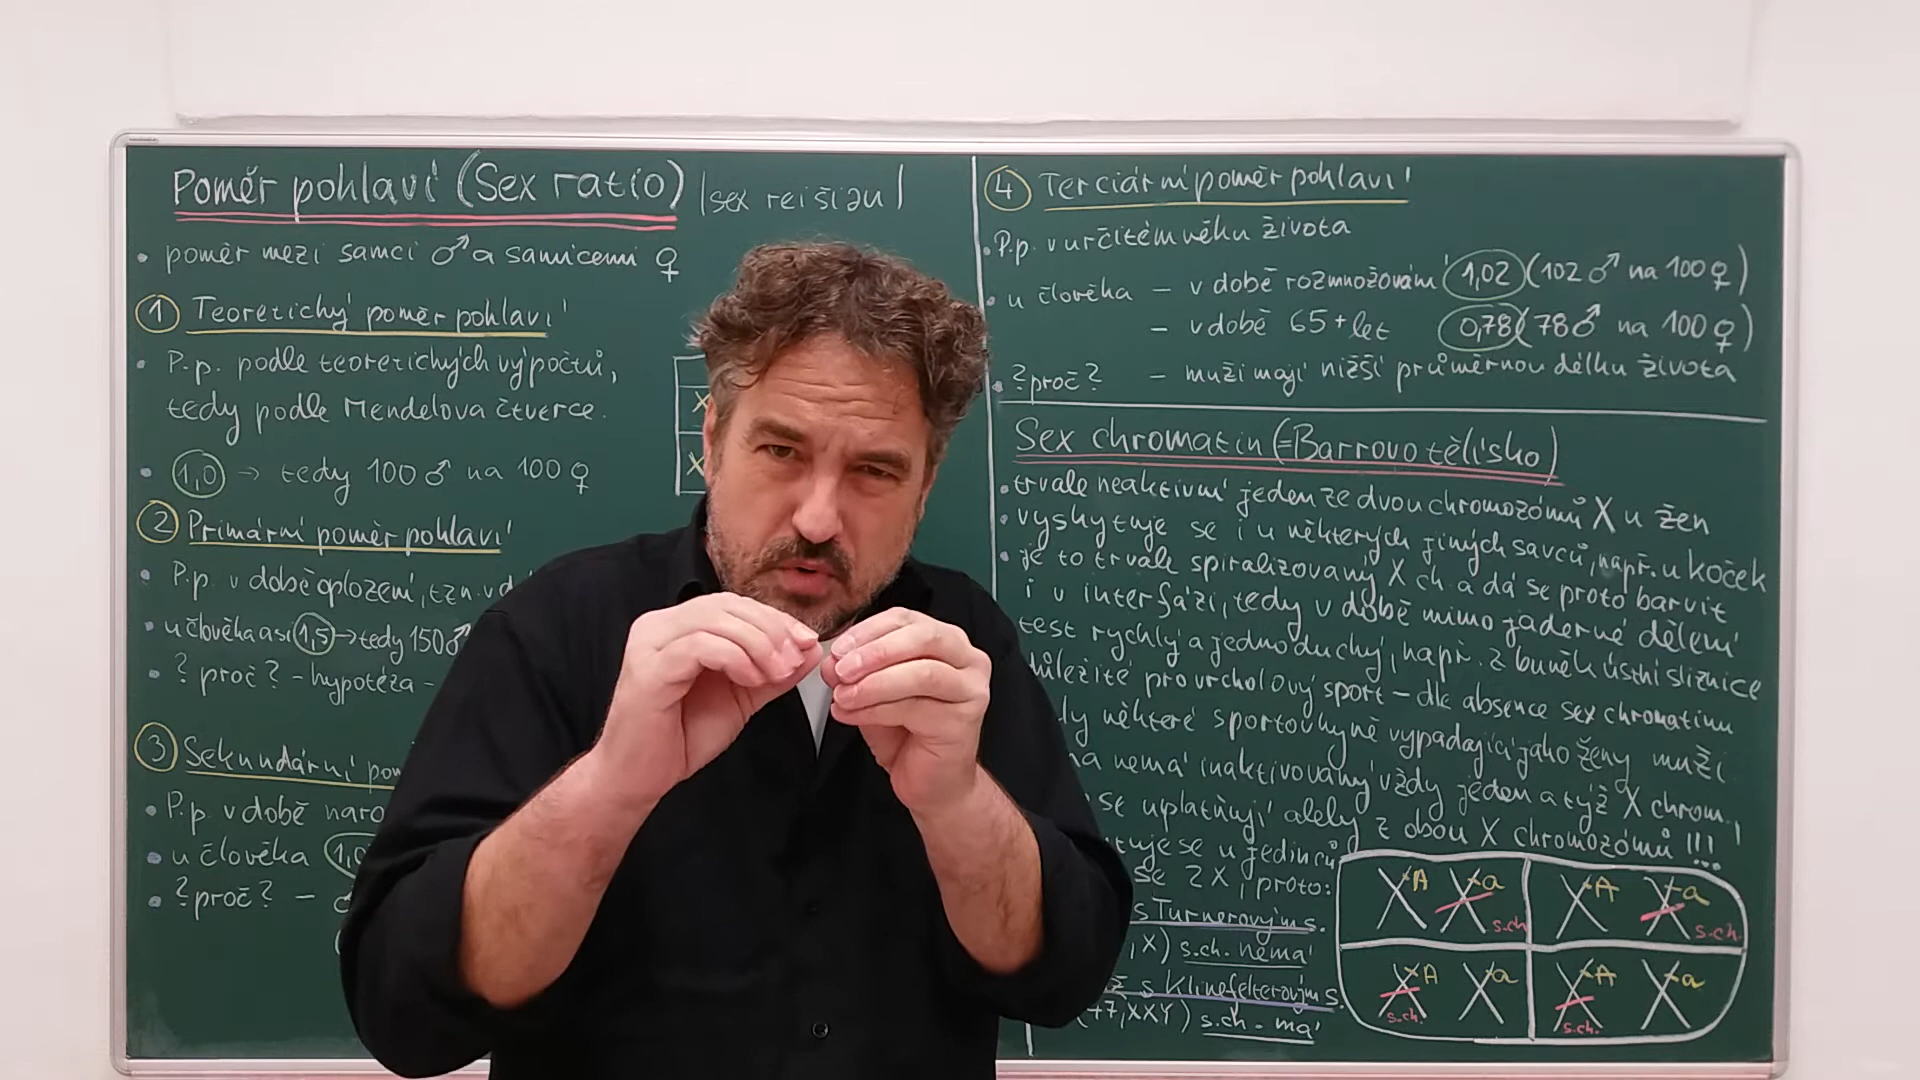 Poměr pohlaví (Sex ratio) |sex reišiəu|
• poměr mezi samci ♂ a samicemi ♀
1 Teoretický poměr pohlaví
• P.p. podle teoretických výpočtů,
tedy podle Mendelova čtverce.
• 1,0 → tedy 100 ♂ na 100 ♀
X
X
2 Primární poměr pohlaví
• P.p. v době oplození, tzn. v d
• u člověka asi 1,5 → tedy 150 ♂
• ? proč? - hypotéza -
3 Sekundární po
• P.p. v době naro
• u člověka 1,0
• ?proč? –
4 Terciární poměr pohlaví
• P.p. v určitém věku života
• u člověka – v době rozmnožování 1,02 (102 ♂ na 100 ♀)
– v době 65+ let 0,78 (78 ♂ na 100 ♀)
• ?proč? – muži mají nižší průměrnou délku života
Sex chromatin (=Barrovo tělísko)
• trvale neaktivní jeden ze dvou chromozómů X u žen
• vyskytuje se i u některých jiných savců, např. u koček
• je to trvale spiralizovaný X ch. a dá se proto barvit
i v interfázi, tedy v době mimo jaderné dělení
test rychlý a jednoduchý, např. z buněk ústní sliznice
důležité pro vrcholový sport – dle absence sex chromatinu
některé sportovkyně vypadající jako ženy muži
nemá inaktivovaný vždy jeden a týž X chrom.
se uplatňují alely z obou X chromozómů !!!
tuje se u jedinců
se 2X, proto:
s Turnerovým s.
,X) s.ch. nemá
s Klinefelterovým s.
(47,XXY) s.ch. má
X A X a s.ch. X A X a s.ch.
X A s.ch. X a X A s.ch. X a